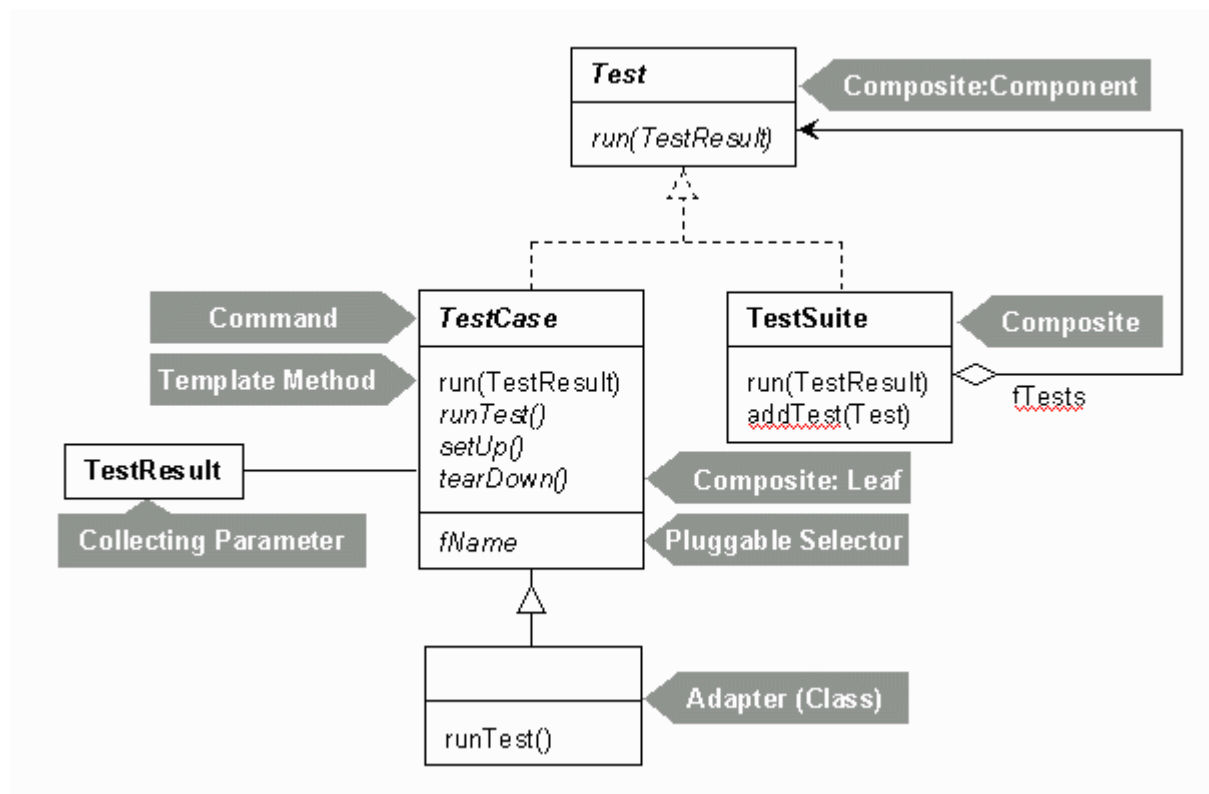 Test
Composite:Component
run(TestResult)
Command
TestCase
TestSuite
Composite
Template Method
run(TestResult)
runTest()
setUp()
tearDown()
run(TestResult)
addTest(Test)
fTests
TestResult
Composite: Leaf
Collecting Parameter
fName
Pluggable Selector
Adapter (Class)
runTest()